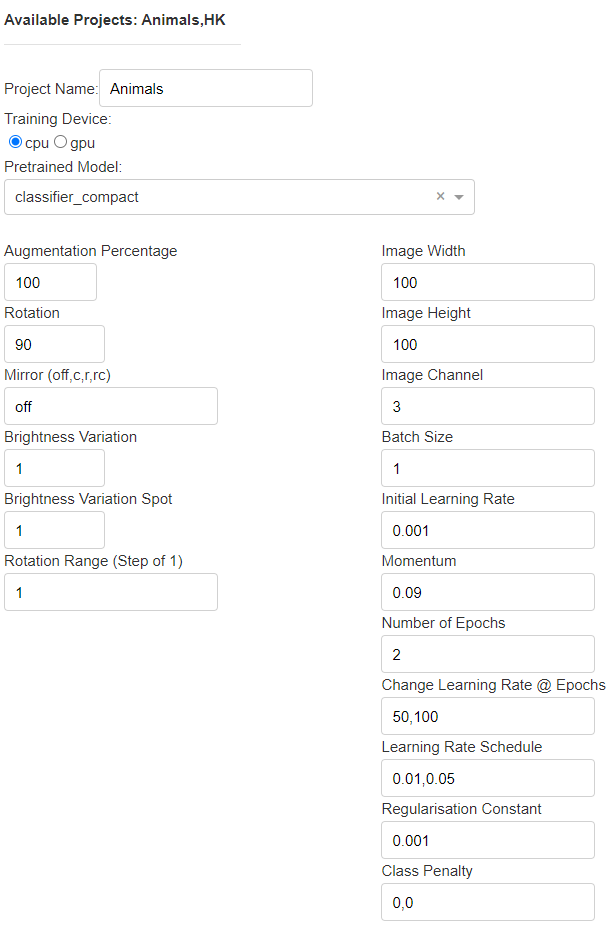 Available Projects: Animals,HK
Project Name: Animals
Training Device:
cpu gpu
Pretrained Model:
classifier_compact
Augmentation Percentage
100
Rotation
90
Mirror (off,c,r,rc)
off
Brightness Variation
1
Brightness Variation Spot
1
Rotation Range (Step of 1)
1
Image Width
100
Image Height
100
Image Channel
3
Batch Size
1
Initial Learning Rate
0.001
Momentum
0.09
Number of Epochs
2
Change Learning Rate @ Epochs
50,100
Learning Rate Schedule
0.01,0.05
Regularisation Constant
0.001
Class Penalty
0,0